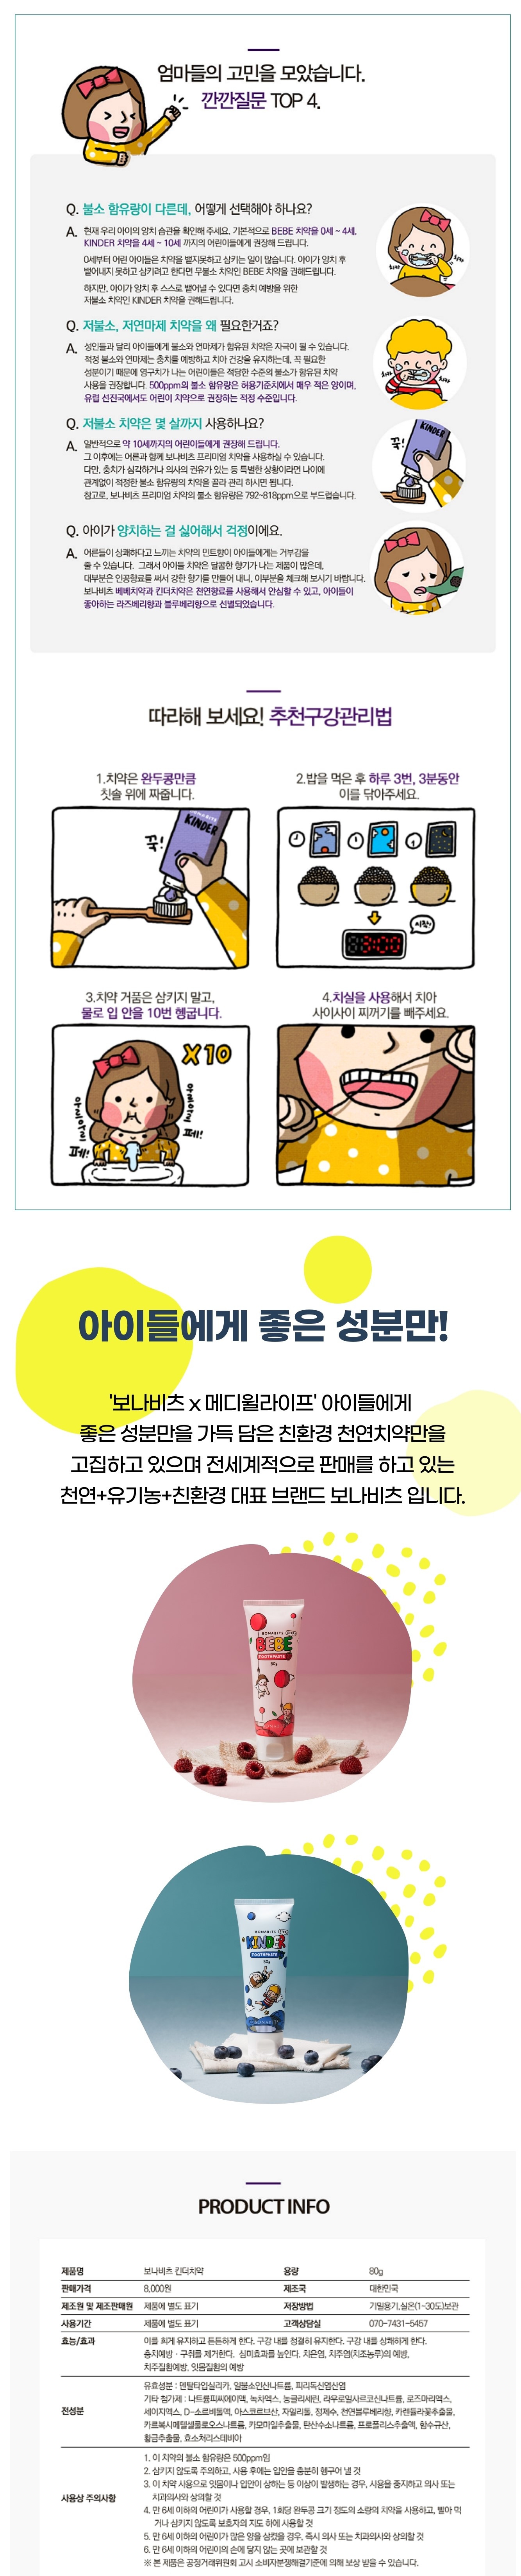 엄마들의 고민을 모았습니다.
깐깐질문 TOP 4.
Q. 불소 함유량이 다른데, 어떻게 선택해야 하나요?
A. 현재 우리 아이의 양치 습관을 확인해 주세요. 기본적으로 BEBE 치약을 0세 ~ 4세,
KINDER 치약을 4세 ~ 10세 까지의 어린이들에게 권장해 드립니다.
0세부터 어린 아이들은 치약을 뱉지못하고 삼키는 일이 많습니다. 아이가 양치 후
뱉어내지 못하고 삼키려고 한다면 무불소 치약인 BEBE 치약을 권해드립니다.
하지만, 아이가 양치 후 스스로 뱉어낼 수 있다면 충치 예방을 위한
저불소 치약인 KINDER 치약을 권해드립니다.
치카
치카
Q. 저불소, 저연마제 치약을 왜 필요한거죠?
A. 성인들과 달리 아이들에게 불소와 연마제가 함유된 치약은 자극이 될 수 있습니다.
적정 불소와 연마제는 충치를 예방하고 치아 건강을 유지하는데, 꼭 필요한
성분이기 때문에 영구치가 나는 어린이들은 적당한 수준의 불소가 함유된 치약
사용을 권장합니다. 500ppm의 불소 함유량은 허용기준치에서 매우 적은 양이며,
유럽 선진국에서도 어린이 치약으로 권장하는 적정 수준입니다.
치카
치카
Q. 저불소 치약은 몇 살까지 사용하나요?
A. 일반적으로 약 10세까지의 어린이들에게 권장해 드립니다.
그 이후에는 어른과 함께 보나비츠 프리미엄 치약을 사용하실 수 있습니다.
다만, 충치가 심각하거나 의사의 권유가 있는 등 특별한 상황이라면 나이에
관계없이 적정한 불소 함유량의 치약을 골라 관리 하시면 됩니다.
참고로, 보나비츠 프리미엄 치약의 불소 함유량은 792~818ppm으로 부드럽습니다.
KINDER
꾹!
Q. 아이가 양치하는 걸 싫어해서 걱정이에요.
A. 어른들이 상쾌하다고 느끼는 치약의 민트향이 아이들에게는 거부감을
줄 수 있습니다. 그래서 아이들 치약은 달콤한 향기가 나는 제품이 많은데,
대부분은 인공향료를 써서 강한 향기를 만들어 내니, 이부분을 체크해 보시기 바랍니다.
보나비츠 베베치약과 킨더치약은 천연향료를 사용해서 안심할 수 있고, 아이들이
좋아하는 라즈베리향과 블루베리향으로 선별되었습니다.
따라해 보세요! 추천구강관리법
1.치약은 완두콩만큼
칫솔 위에 짜줍니다.
2.밥을 먹은 후 하루 3번, 3분동안
이를 닦아주세요.
KINDER
꾹!
3:00
시작!
3.치약 거품은 삼키지 말고,
물로 입 안을 10번 헹굽니다.
4.치실을 사용해서 치아
사이사이 찌꺼기를 빼주세요.
X10
퉤!
퉤!
아이들에게 좋은 성분만!
'보나비츠 x 메디월라이프' 아이들에게
좋은 성분만을 가득 담은 친환경 천연치약만을
고집하고 있으며 전세계적으로 판매를 하고 있는
천연+유기농+친환경 대표 브랜드 보나비츠 입니다.
BONABITS
BEBE
TOOTHPASTE
80g
BONABITS
KINDER
TOOTHPASTE
80g
PRODUCT INFO
제품명 보나비츠 킨더치약 용량 80g
판매가격 8,000원 제조국 대한민국
제조원 및 제조판매원 제품에 별도 표기 저장방법 기밀용기,실온(1~30도)보관
사용기간 제품에 별도 표기 고객상담실 070-7431-5457
효능/효과 이를 희게 유지하고 튼튼하게 한다. 구강 내를 청결히 유지한다. 구강 내를 상쾌하게 한다.
충치예방 · 구취를 제거한다. 심미효과를 높인다. 치은염, 치주염(치조농루)의 예방,
치주질환예방, 잇몸질환의 예방
전성분 유효성분 : 덴탈타입실리카, 일불소인산나트륨, 피리독신염산염
기타 첨가제 : 나트륨피씨에이액, 녹차엑스, 농글리세린, 라우로일사르코신나트륨, 로즈마리엑스,
세이지엑스, D-소르비톨액, 아스코르브산, 자일리톨, 정제수, 천연블루베리향, 카렌듈라꽃추출물,
카르복시메텔셀룰로오스나트륨, 카모마일추출물, 탄산수소나트륨, 프로폴리스추출액, 함수규산,
황금추출물, 효소처리스테비아
사용상 주의사항 1. 이 치약의 불소 함유량은 500ppm임
2. 삼키지 않도록 주의하고, 사용 후에는 입안을 충분히 헹구어 낼 것
3. 이 치약 사용으로 잇몸이나 입안이 상하는 등 이상이 발생하는 경우, 사용을 중지하고 의사 또는
치과의사와 상의할 것
4. 만 6세 이하의 어린이가 사용할 경우, 1회당 완두콩 크기 정도의 소량의 치약을 사용하고, 빨아 먹
거나 삼키지 않도록 보호자의 지도 하에 사용할 것
5. 만 6세 이하의 어린이가 많은 양을 삼켰을 경우, 즉시 의사 또는 치과의사와 상의할 것
6. 만 6세 이하의 어린이의 손에 닿지 않는 곳에 보관할 것
※ 본 제품은 공정거래위원회 고시 소비자분쟁해결기준에 의해 보상 받을 수 있습니다.